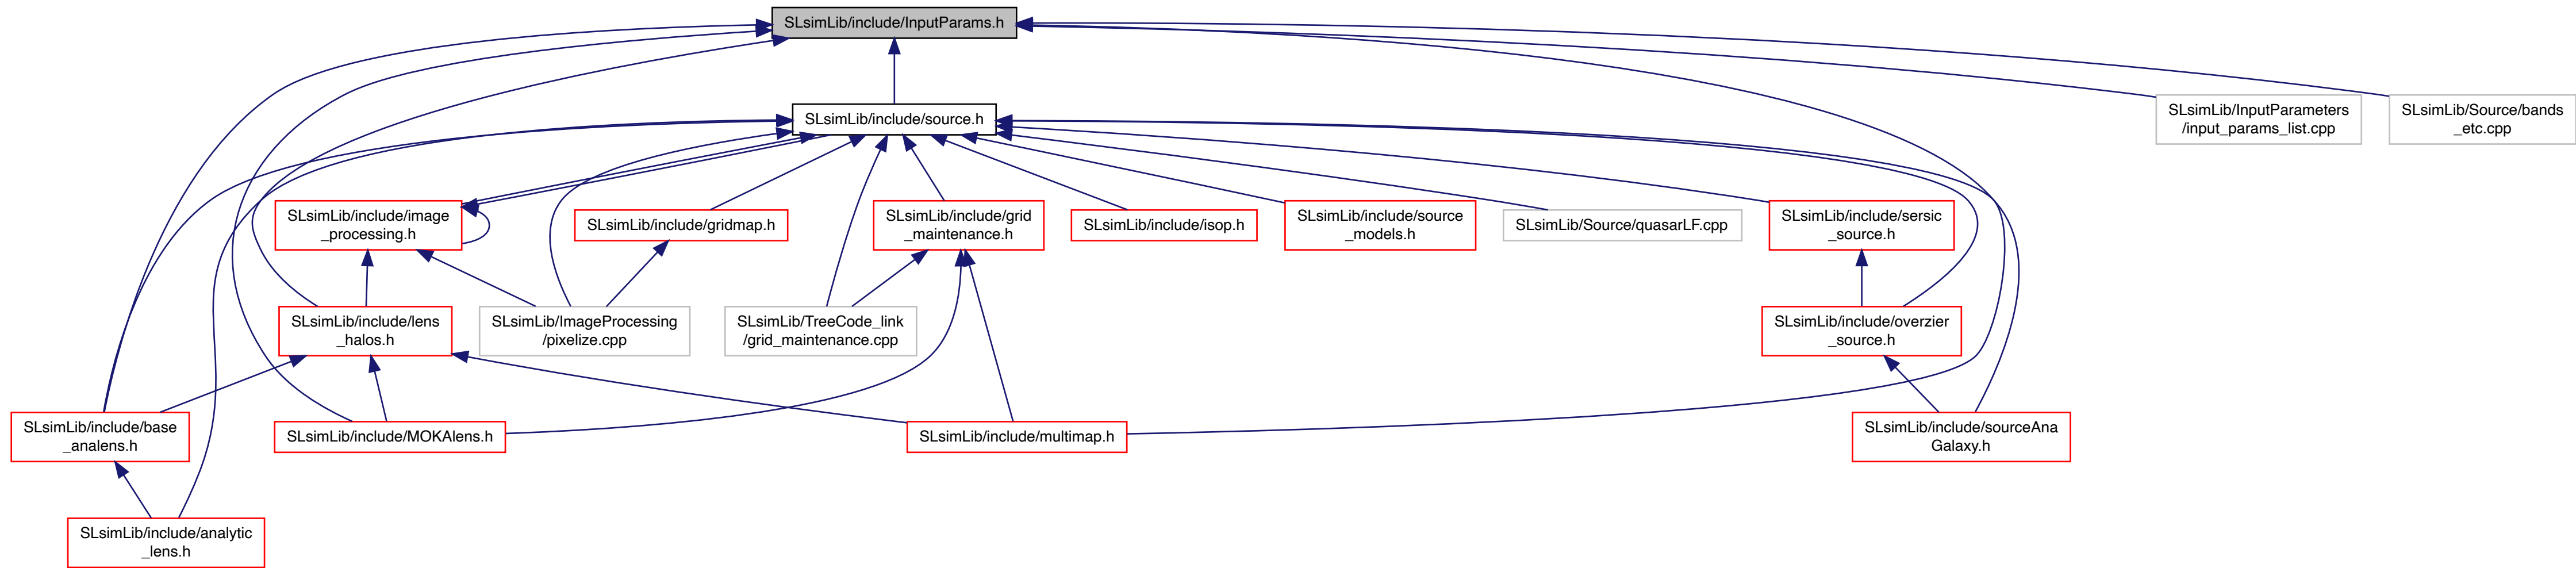 SLsimLib/include/InputParams.h
SLsimLib/include/source.h
SLsimLib/InputParameters
/input_params_list.cpp
SLsimLib/Source/bands
_etc.cpp
SLsimLib/include/image
_processing.h
SLsimLib/include/gridmap.h
SLsimLib/include/grid
_maintenance.h
SLsimLib/include/isop.h
SLsimLib/include/source
_models.h
SLsimLib/Source/quasarLF.cpp
SLsimLib/include/sersic
_source.h
SLsimLib/include/lens
_halos.h
SLsimLib/ImageProcessing
/pixelize.cpp
SLsimLib/TreeCode_link
/grid_maintenance.cpp
SLsimLib/include/overzier
_source.h
SLsimLib/include/base
_analens.h
SLsimLib/include/MOKAlens.h
SLsimLib/include/multimap.h
SLsimLib/include/sourceAna
Galaxy.h
SLsimLib/include/analytic
_lens.h